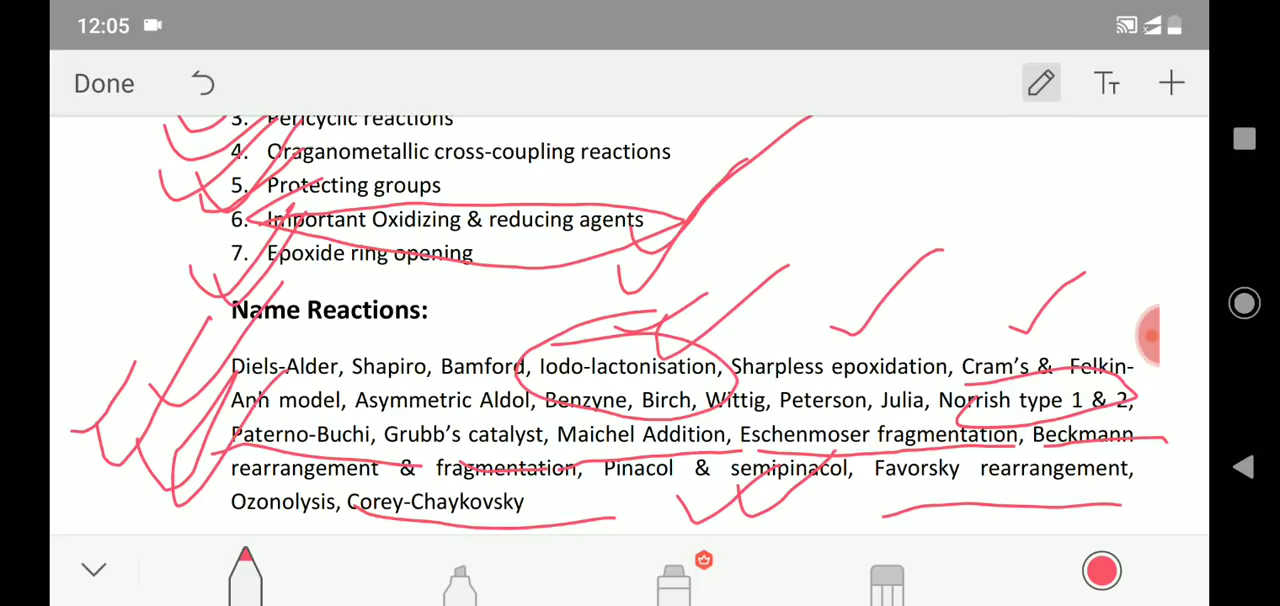 12:05
Done
3. Pericyclic reactions
4. Oraganometallic cross-coupling reactions
5. Protecting groups
6. Important Oxidizing & reducing agents
7. Epoxide ring opening
Name Reactions:
Diels-Alder, Shapiro, Bamford, Iodo-lactonisation, Sharpless epoxidation, Cram's & Felkin-
Anh model, Asymmetric Aldol, Benzyne, Birch, Wittig, Peterson, Julia, Norrish type 1 & 2,
Paterno-Buchi, Grubb's catalyst, Maichel Addition, Eschenmoser fragmentation, Beckmann
rearrangement & fragmentation, Pinacol & semipinacol, Favorsky rearrangement,
Ozonolysis, Corey-Chaykovsky